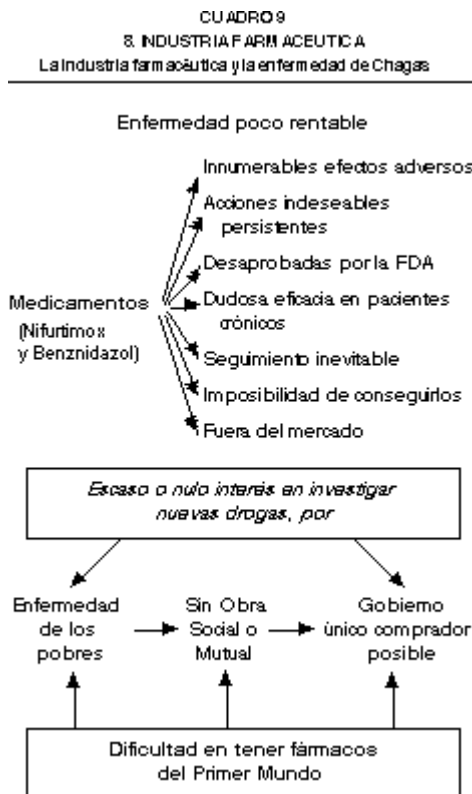 CUADRO 9
8. INDUSTRIA FARMACEUTICA
La industria farmacéutica y la enfermedad de Chagas
Enfermedad poco rentable
Medicamentos
(Nifurtimox
y Benznidazol)
Innumerables efectos adversos
Acciones indeseables
persistentes
Desaprobadas por la FDA
Dudosa eficacia en pacientes
crónicos
Seguimiento inevitable
Imposibilidad de conseguirlos
Fuera del mercado
Escaso o nulo interés en investigar
nuevas drogas, por
Enfermedad
de los
pobres
Sin Obra
Social o
Mutual
Gobierno
único comprador
posible
Dificultad en tener fármacos
del Primer Mundo